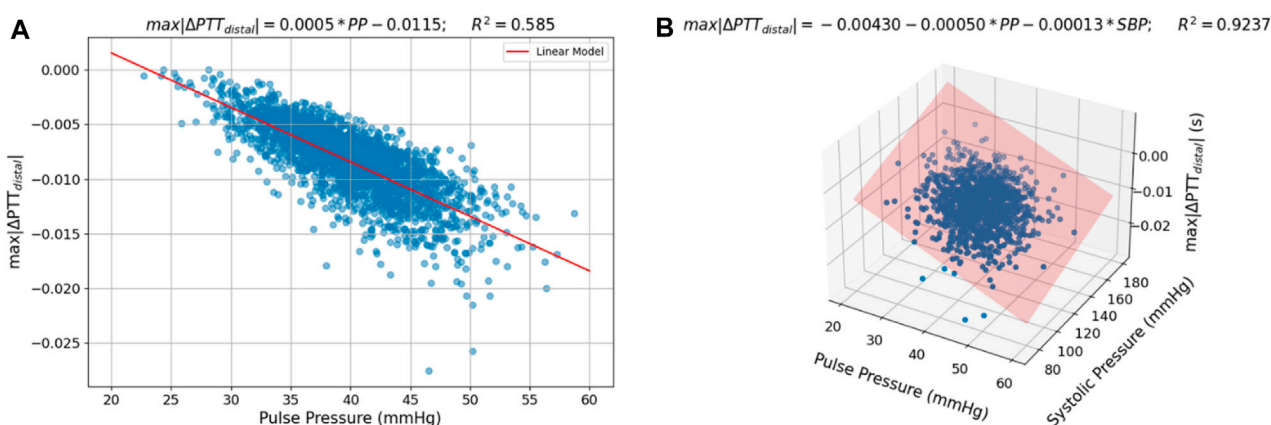 A
max|ΔPTT_distal| = 0.0005 * PP − 0.0115; R² = 0.585
Linear Model
0.000
−0.005
−0.010
−0.015
−0.020
−0.025
max|ΔPTT_distal|
20 25 30 35 40 45 50 55 60
Pulse Pressure (mmHg)
B
max|ΔPTT_distal| = − 0.00430 − 0.00050 * PP − 0.00013 * SBP; R² = 0.9237
0.00
−0.01
−0.02
max|ΔPTT_distal| (s)
180
160
140
120
100
80
Systolic Pressure (mmHg)
20 30 40 50 60
Pulse Pressure (mmHg)